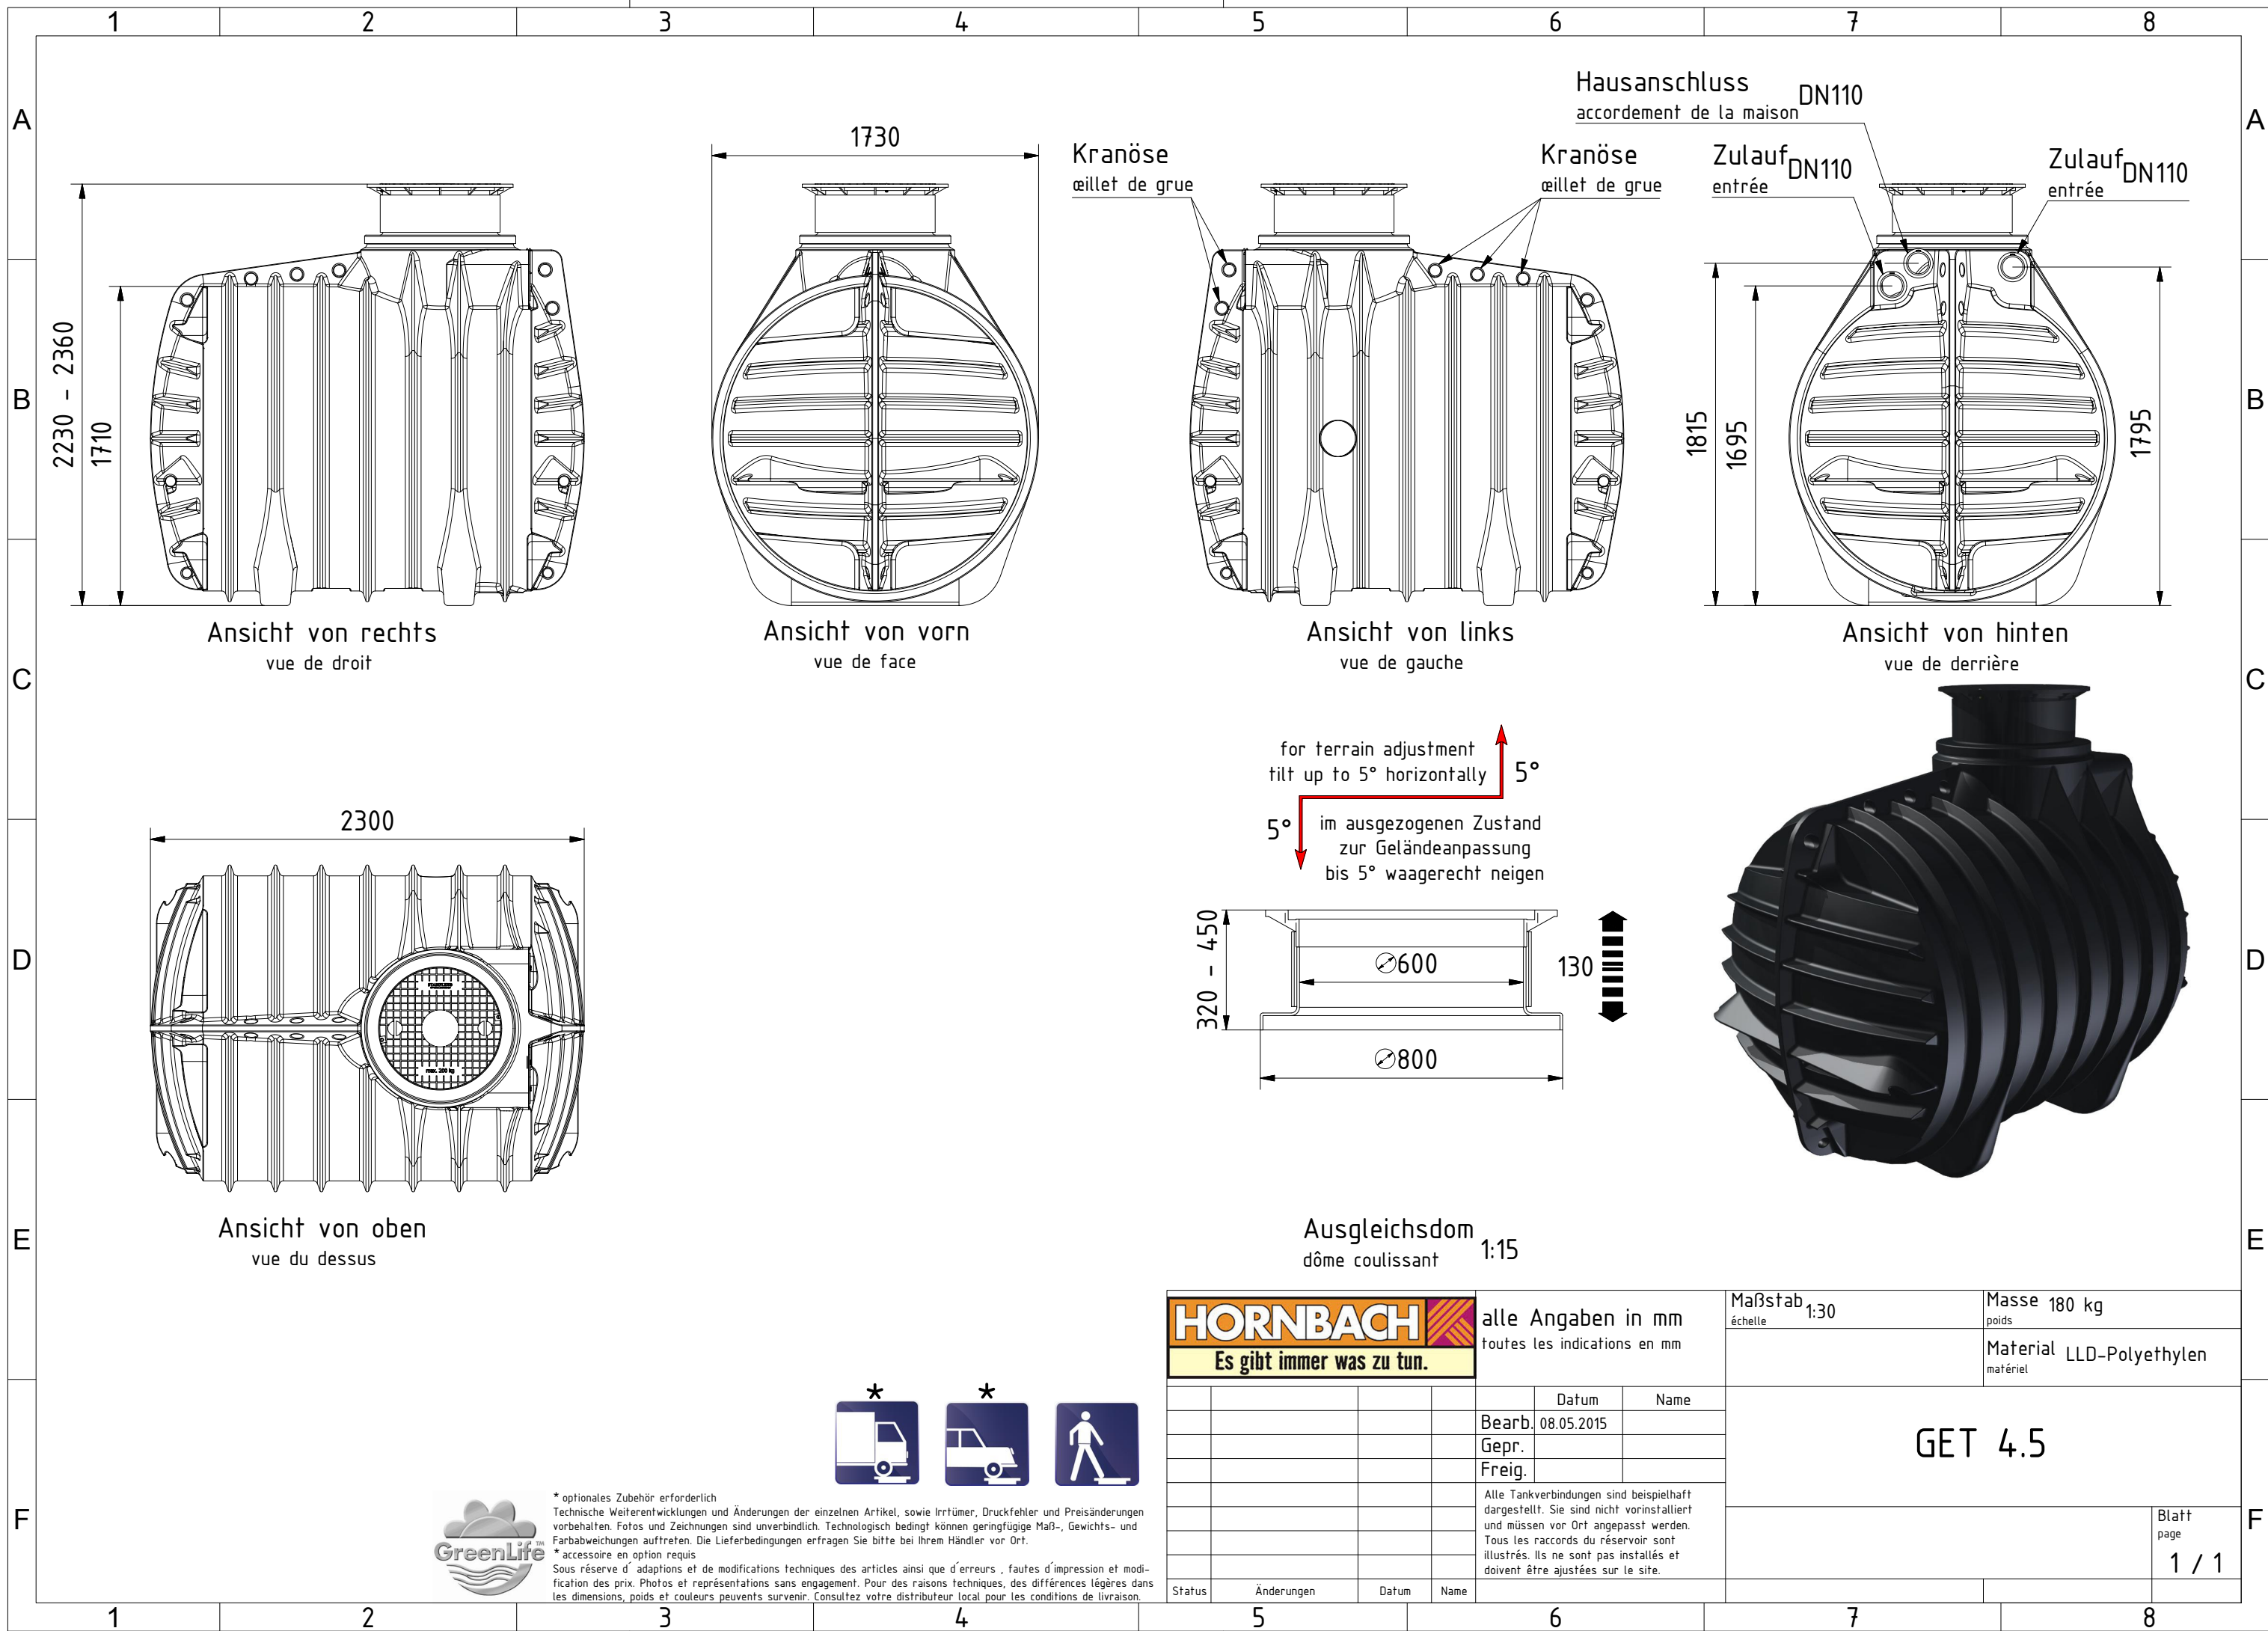 1 2 3 4 5 6 7 8
A A
B B
C C
D D
E E
F F
2230 - 2360
1710
Ansicht von rechts
vue de droit
1730
Ansicht von vorn
vue de face
Kranöse
œillet de grue
Kranöse
œillet de grue
Ansicht von links
vue de gauche
Hausanschluss DN110
accordement de la maison
Zulauf DN110
entrée
Zulauf DN110
entrée
1815
1695
1795
Ansicht von hinten
vue de derrière
2300
max. 200 kg
Ansicht von oben
vue du dessus
for terrain adjustment
tilt up to 5° horizontally
5°
5°
im ausgezogenen Zustand
zur Geländeanpassung
bis 5° waagerecht neigen
320 - 450
⌀600
130
⌀800
Ausgleichsdom 1:15
dôme coulissant
* *
GreenLife™
* optionales Zubehör erforderlich
Technische Weiterentwicklungen und Änderungen der einzelnen Artikel, sowie Irrtümer, Druckfehler und Preisänderungen
vorbehalten. Fotos und Zeichnungen sind unverbindlich. Technologisch bedingt können geringfügige Maß-, Gewichts- und
Farbabweichungen auftreten. Die Lieferbedingungen erfragen Sie bitte bei Ihrem Händler vor Ort.
* accessoire en option requis
Sous réserve d´ adaptions et de modifications techniques des articles ainsi que d´erreurs , fautes d´impression et modi-
fication des prix. Photos et représentations sans engagement. Pour des raisons techniques, des différences légères dans
les dimensions, poids et couleurs peuvents survenir. Consultez votre distributeur local pour les conditions de livraison.
HORNBACH
Es gibt immer was zu tun.
alle Angaben in mm
toutes les indications en mm
Maßstab 1:30
échelle
Masse 180 kg
poids
Material LLD-Polyethylen
matériel
Datum Name
Bearb. 08.05.2015
Gepr.
Freig.
Alle Tankverbindungen sind beispielhaft
dargestellt. Sie sind nicht vorinstalliert
und müssen vor Ort angepasst werden.
Tous les raccords du réservoir sont
illustrés. Ils ne sont pas installés et
doivent être ajustées sur le site.
Status Änderungen Datum Name
GET 4.5
Blatt
page
1 / 1
1 2 3 4 5 6 7 8